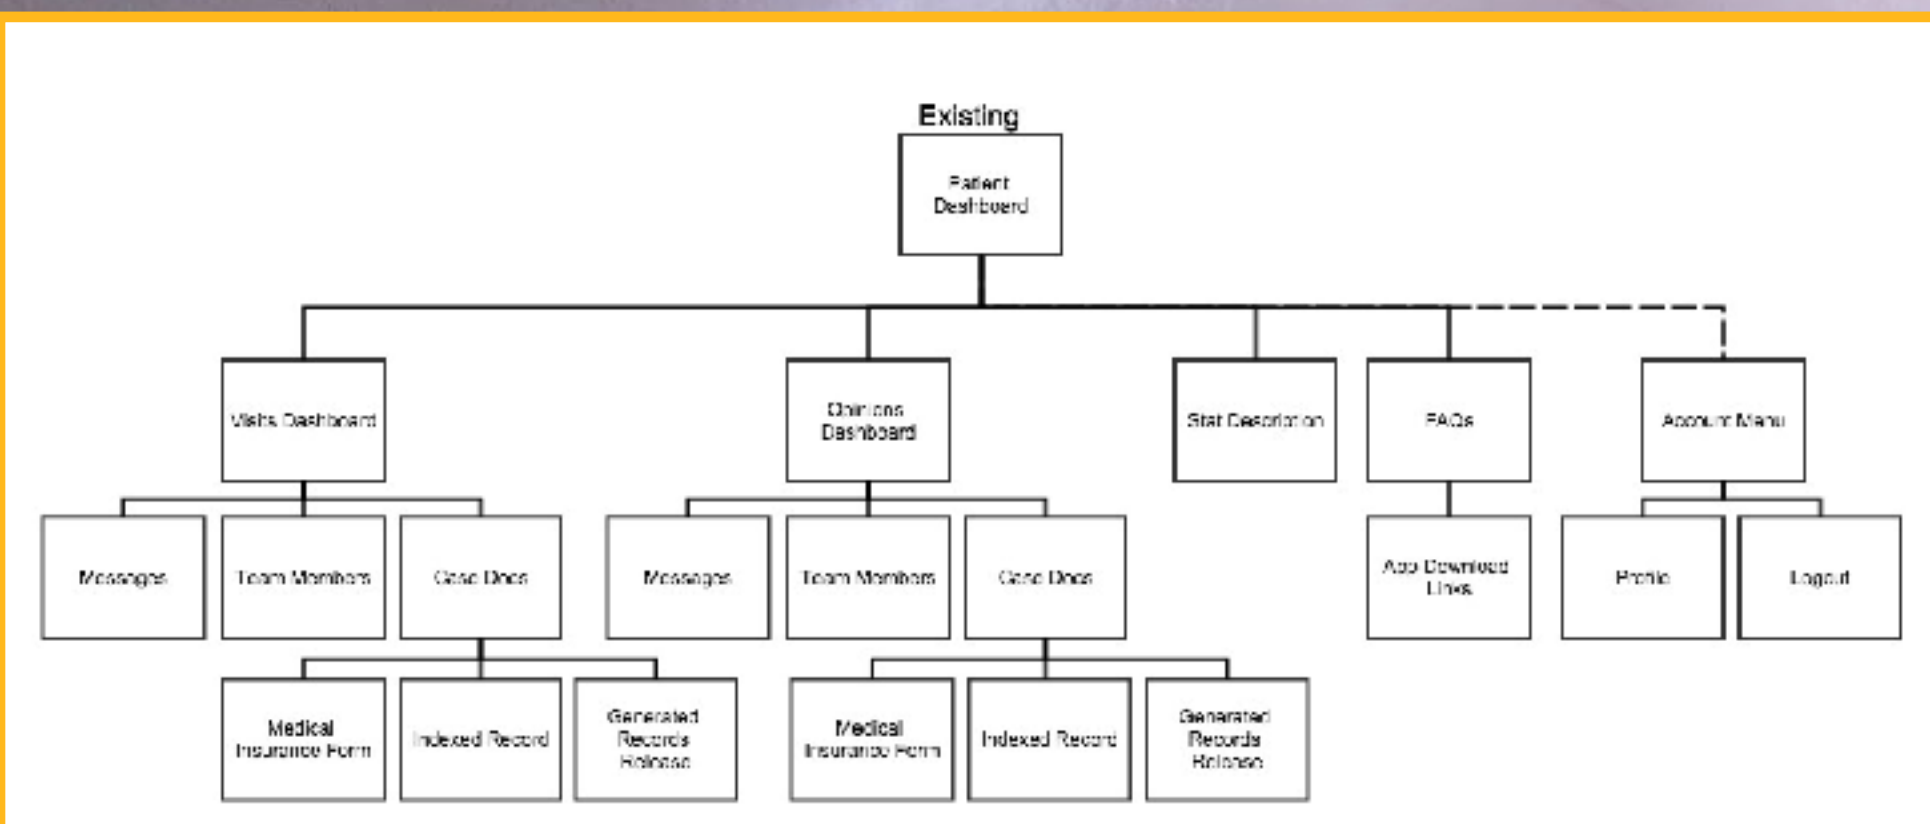 Existing
Patient
Dashboard
Visits Dashboard
Opinions
Dashboard
Stat Description
FAQs
Account Menu
Messages
Team Members
Case Docs
Messages
Team Members
Case Docs
App Download
Links
Profile
Logout
Medical
Insurance Form
Indexed Record
Generated
Records
Release
Medical
Insurance Form
Indexed Record
Generated
Records
Release